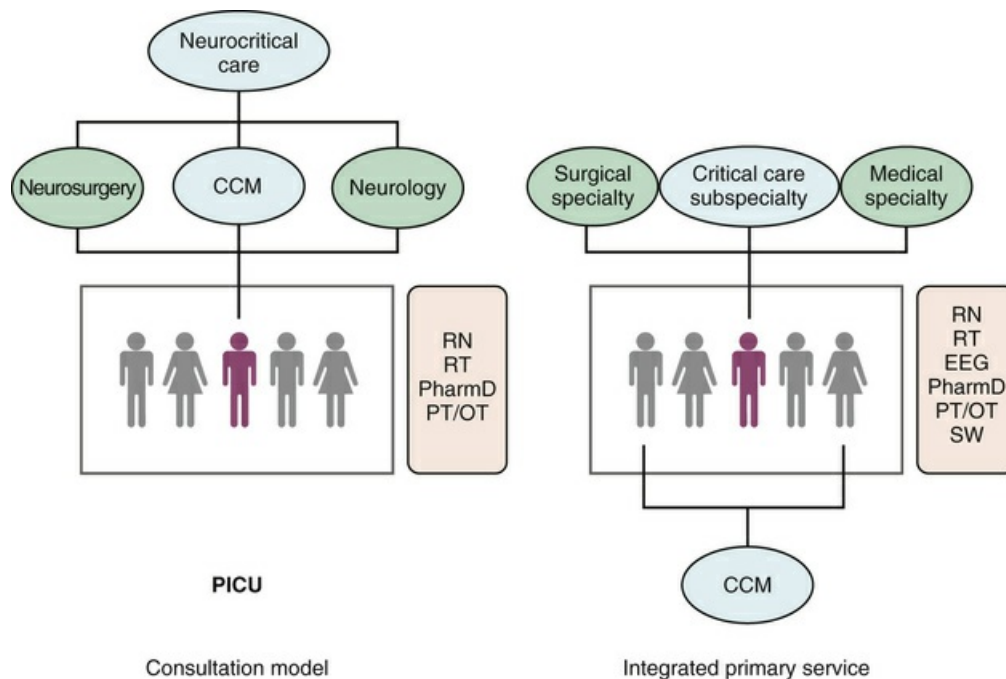 Neurocritical
care
Neurosurgery
CCM
Neurology
RN
RT
PharmD
PT/OT
PICU
Consultation model
Surgical
specialty
Critical care
subspecialty
Medical
specialty
RN
RT
EEG
PharmD
PT/OT
SW
CCM
Integrated primary service